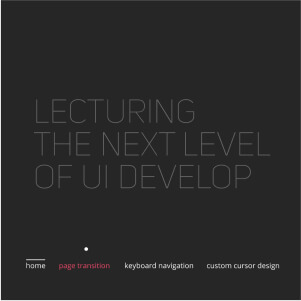 LECTURING
THE NEXT LEVEL
OF UI DEVELOP
home page transition keyboard navigation custom cursor design